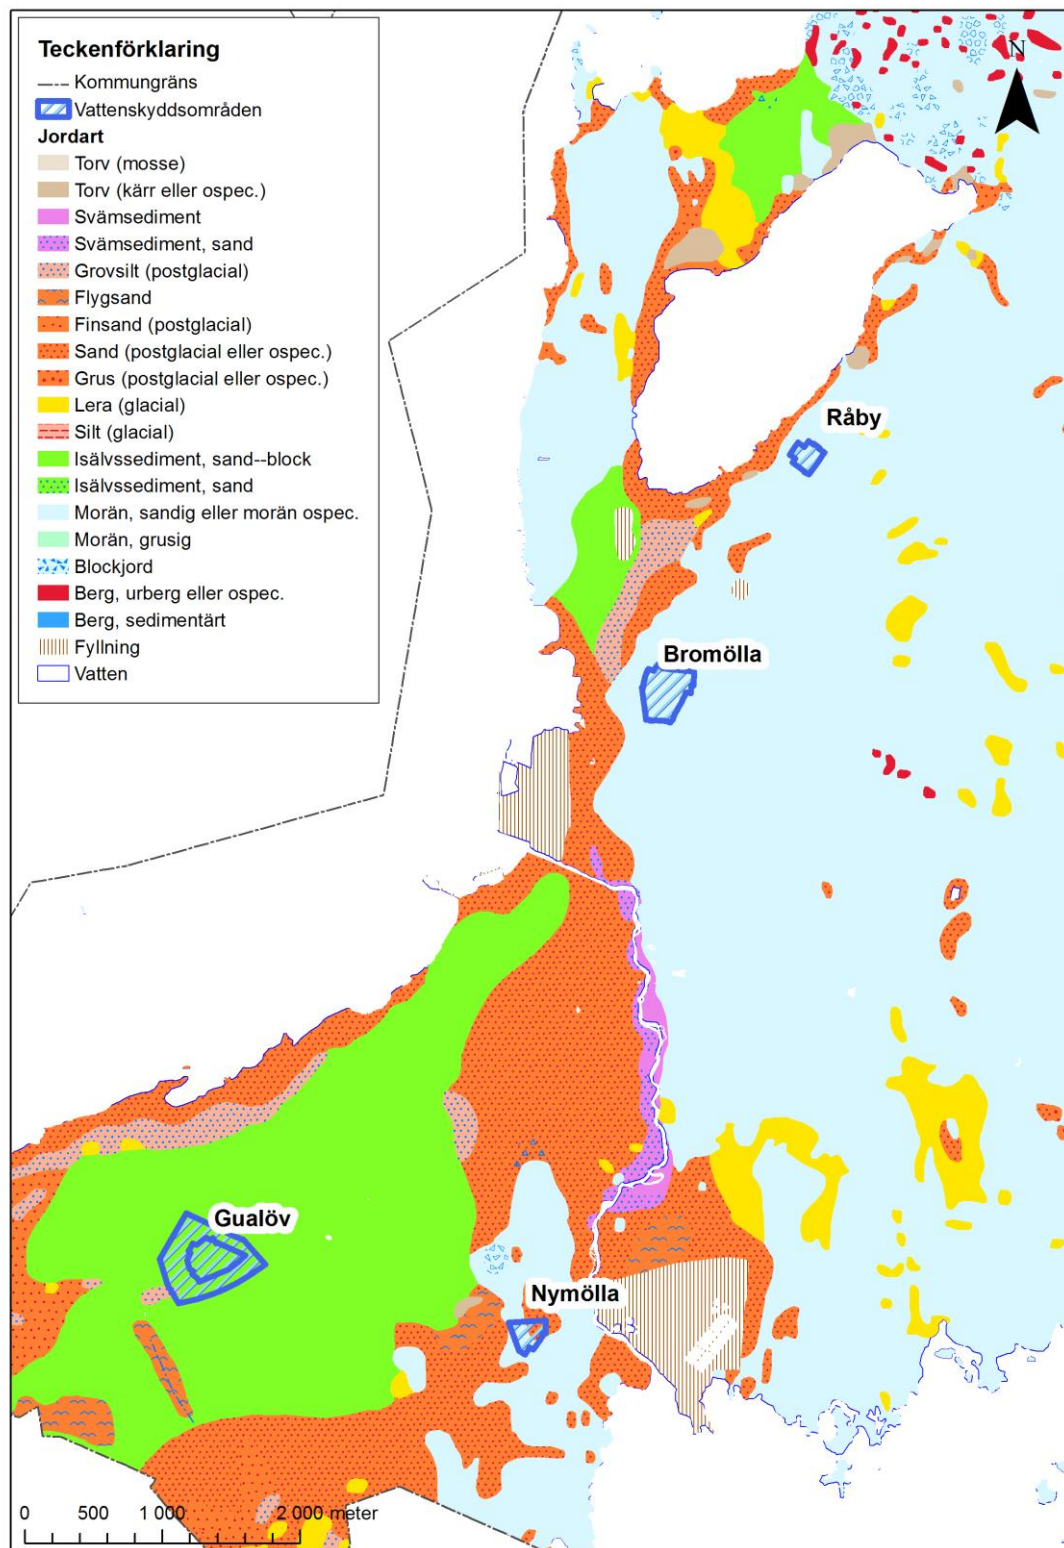 Teckenförklaring
Kommungräns
Vattenskyddsområden
Jordart
Torv (mosse)
Torv (kärr eller ospec.)
Svämsediment
Svämsediment, sand
Grovsilt (postglacial)
Flygsand
Finsand (postglacial)
Sand (postglacial eller ospec.)
Grus (postglacial eller ospec.)
Lera (glacial)
Silt (glacial)
Isälvssediment, sand--block
Isälvssediment, sand
Morän, sandig eller morän ospec.
Morän, grusig
Blockjord
Berg, urberg eller ospec.
Berg, sedimentärt
Fyllning
Vatten
N
Råby
Bromölla
Gualöv
Nymölla
0 500 1 000 2 000 meter